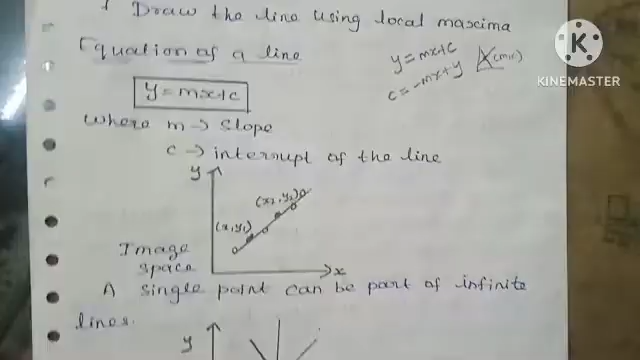 Draw the line using local maxima
Equation of a line
y = mx+c
c = -mx+y
(m,c)
KINEMASTER
y = mx+c
where m → slope
c → interrupt of the line
y
(x2, y2)
(x1, y1)
Image
space
x
A single point can be part of infinite
lines.
y